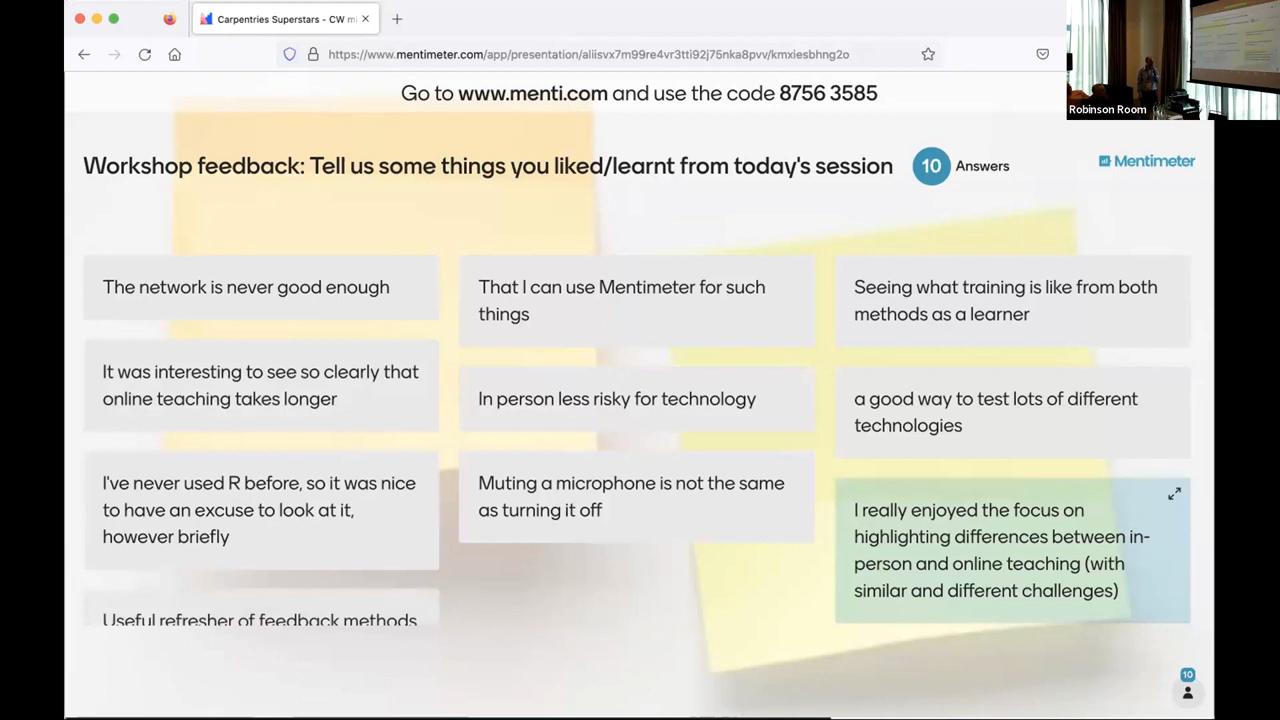 Carpentries Superstars - CW mi
https://www.mentimeter.com/app/presentation/aliisvx7m99re4vr3tti92j75nka8pvv/kmxiesbhng2o
Robinson Room
Go to www.menti.com and use the code 8756 3585
Workshop feedback: Tell us some things you liked/learnt from today's session
10 Answers
Mentimeter
The network is never good enough
It was interesting to see so clearly that
online teaching takes longer
I've never used R before, so it was nice
to have an excuse to look at it,
however briefly
Useful refresher of feedback methods
That I can use Mentimeter for such
things
In person less risky for technology
Muting a microphone is not the same
as turning it off
Seeing what training is like from both
methods as a learner
a good way to test lots of different
technologies
I really enjoyed the focus on
highlighting differences between in-
person and online teaching (with
similar and different challenges)
10